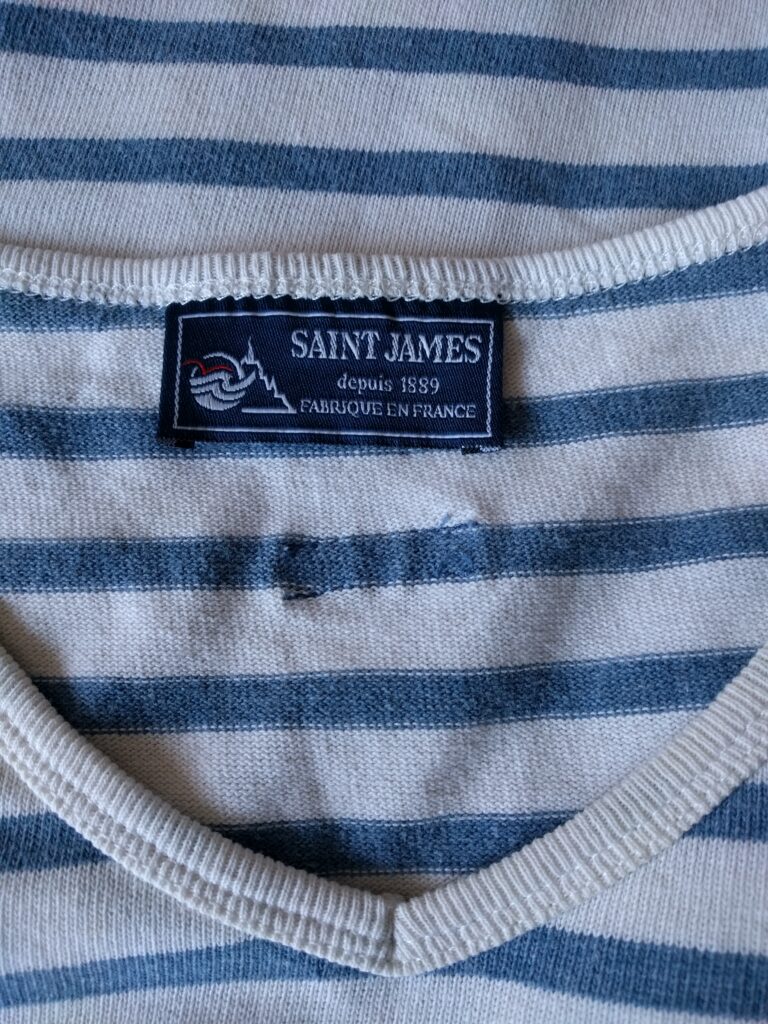 SAINT JAMES
depuis 1889
FABRIQUE EN FRANCE